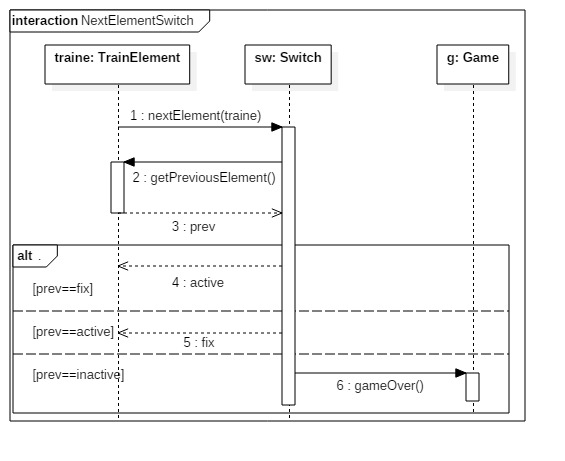 interaction NextElementSwitch
traine: TrainElement
sw: Switch
g: Game
1 : nextElement(traine)
2 : getPreviousElement()
3 : prev
alt .
4 : active
[prev==fix]
[prev==active]
5 : fix
[prev==inactive]
6 : gameOver()